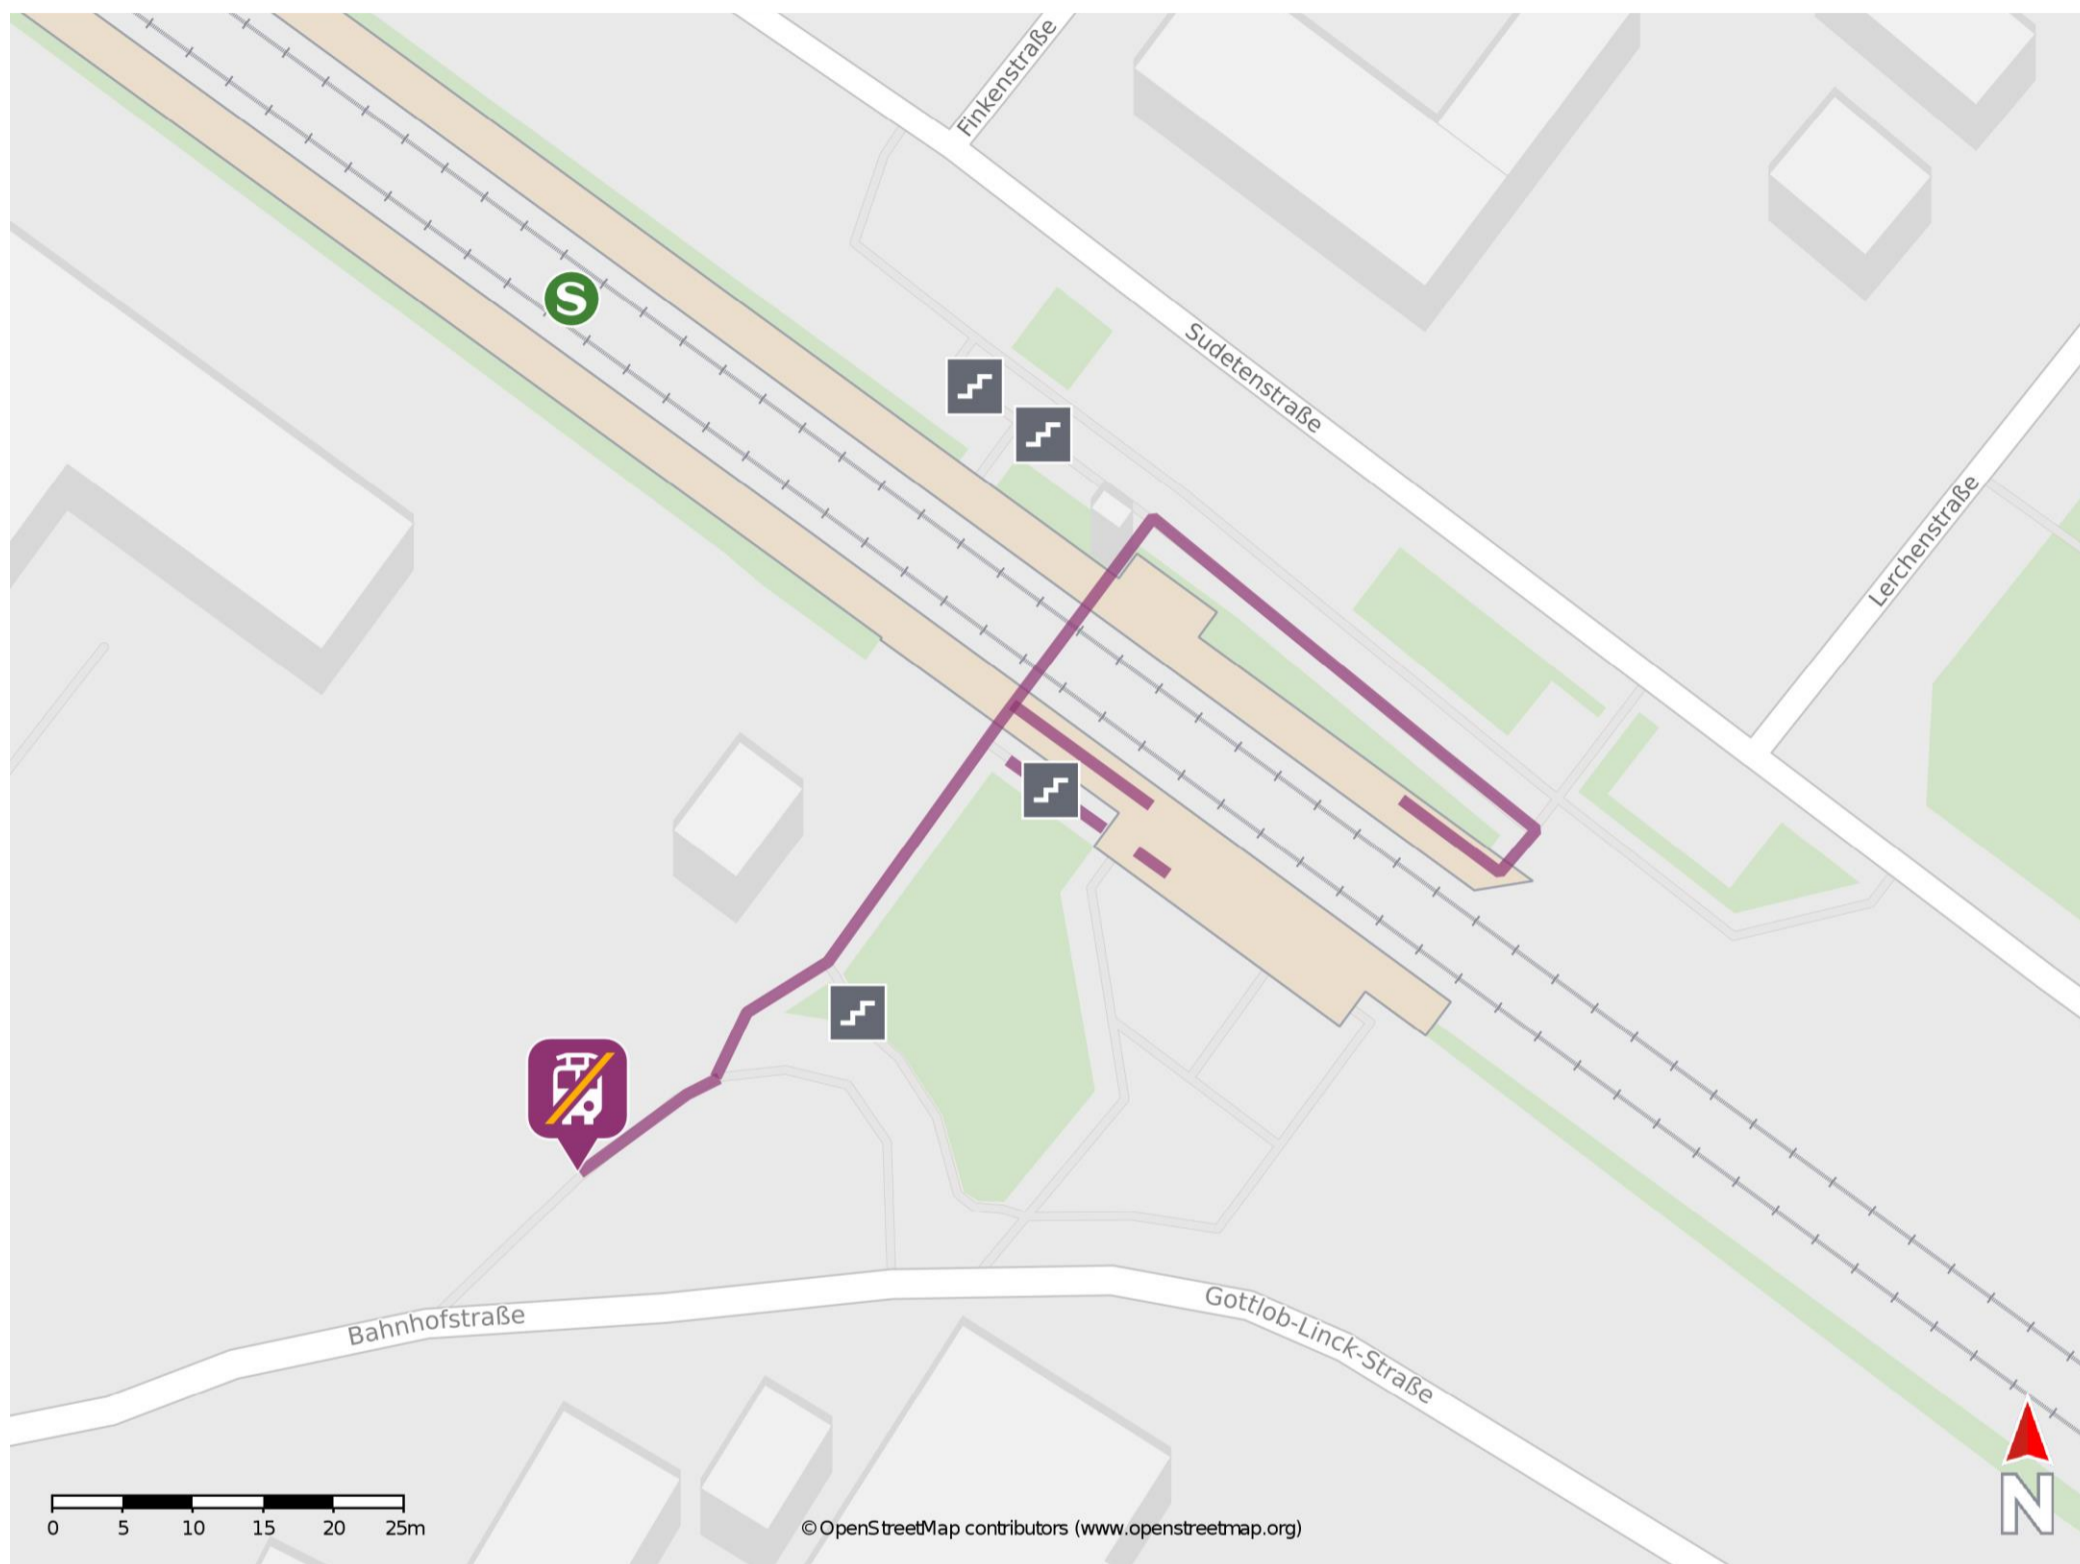 Finkenstraße
S
Sudetenstraße
Lerchenstraße
Bahnhofstraße
Gottlob-Linck-Straße
0 5 10 15 20 25m
© OpenStreetMap contributors (www.openstreetmap.org)
N